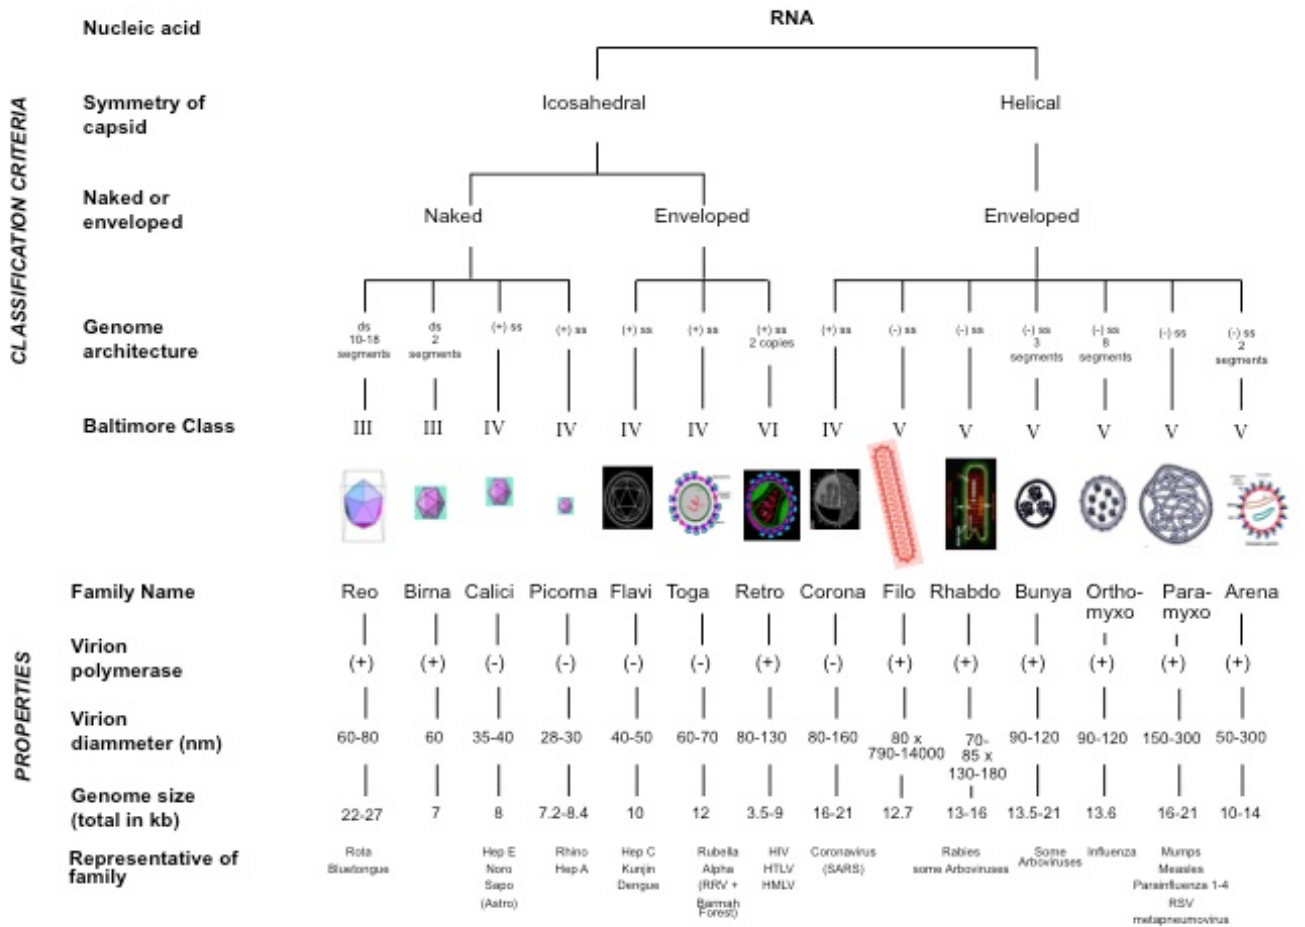 RNA
Nucleic acid
CLASSIFICATION CRITERIA
Symmetry of
capsid
Icosahedral Helical
Naked or
enveloped
Naked Enveloped Enveloped
Genome
architecture
ds
10-18
segments
ds
2
segments
(+) ss
(+) ss
(+) ss
(+) ss
(+) ss
2 copies
(+) ss
(-) ss
(-) ss
(-) ss
3
segments
(-) ss
8
segments
(-) ss
(-) ss
2
segments
Baltimore Class III III IV IV IV IV VI IV V V V V V V
PROPERTIES
Family Name Reo Birna Calici Picorna Flavi Toga Retro Corona Filo Rhabdo Bunya Ortho- Para- Arena
myxo myxo
Virion
polymerase (+) (+) (-) (-) (-) (-) (+) (-) (+) (+) (+) (+) (+) (+)
Virion
diammeter (nm)
60-80
60
35-40
28-30
40-50
60-70
80-130
80-160
80 x
790-14000
70-
85 x
130-180
90-120
90-120
150-300
50-300
Genome size
(total in kb) 22-27 7 8 7.2-8.4 10 12 3.5-9 16-21 12.7 13-16 13.5-21 13.6 16-21 10-14
Representative of
family
Rota
Bluetongue
Hep E
Noro
Sapo
(Astro)
Rhino
Hep A
Hep C
Kunjin
Dengue
Rubella
Alpha
(RRV +
Barmah
Forest)
HIV
HTLV
HMLV
Coronavirus
(SARS)
Rabies
some Arboviruses
Some
Arboviruses
Influenza
Mumps
Measles
Parainfluenza 1-4
RSV
metapneumovirus